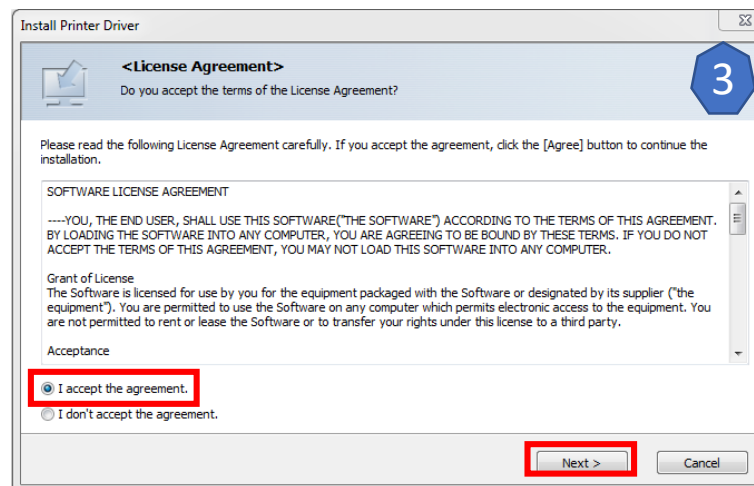 Install Printer Driver
<License Agreement>
Do you accept the terms of the License Agreement?
3
Please read the following License Agreement carefully. If you accept the agreement, click the [Agree] button to continue the
installation.
SOFTWARE LICENSE AGREEMENT
----YOU, THE END USER, SHALL USE THIS SOFTWARE("THE SOFTWARE") ACCORDING TO THE TERMS OF THIS AGREEMENT.
BY LOADING THE SOFTWARE INTO ANY COMPUTER, YOU ARE AGREEING TO BE BOUND BY THESE TERMS. IF YOU DO NOT
ACCEPT THE TERMS OF THIS AGREEMENT, YOU MAY NOT LOAD THIS SOFTWARE INTO ANY COMPUTER.
Grant of License
The Software is licensed for use by you for the equipment packaged with the Software or designated by its supplier ("the
equipment"). You are permitted to use the Software on any computer which permits electronic access to the equipment. You
are not permitted to rent or lease the Software or to transfer your rights under this license to a third party.
Acceptance
I accept the agreement.
I don't accept the agreement.
Next >
Cancel